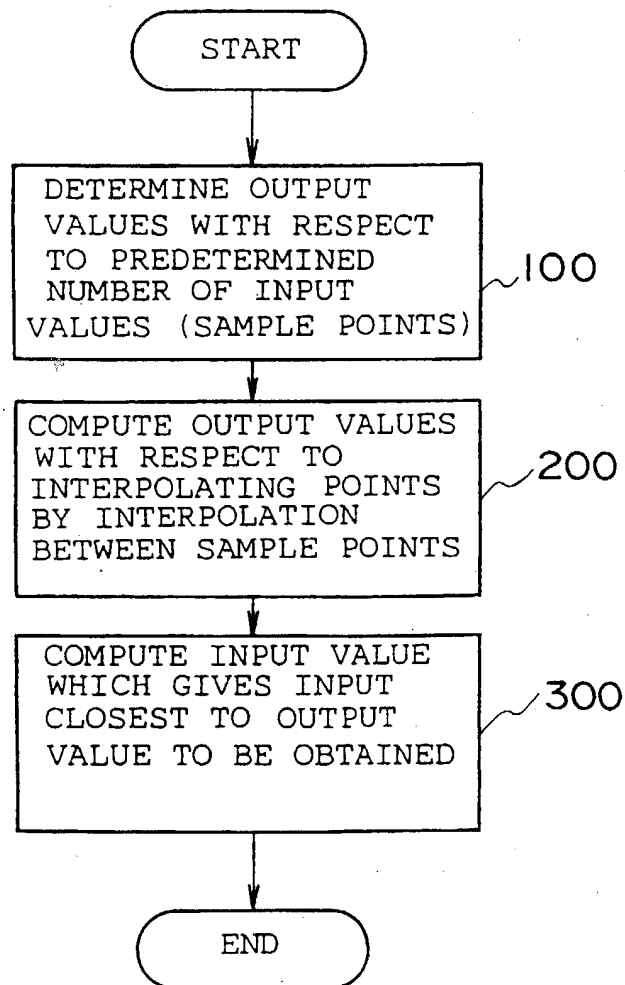 START
DETERMINE OUTPUT
VALUES WITH RESPECT
TO PREDETERMINED
NUMBER OF INPUT
VALUES (SAMPLE POINTS)
100
COMPUTE OUTPUT VALUES
WITH RESPECT TO
INTERPOLATING POINTS
BY INTERPOLATION
BETWEEN SAMPLE POINTS
200
COMPUTE INPUT VALUE
WHICH GIVES INPUT
CLOSEST TO OUTPUT
VALUE TO BE OBTAINED
300
END